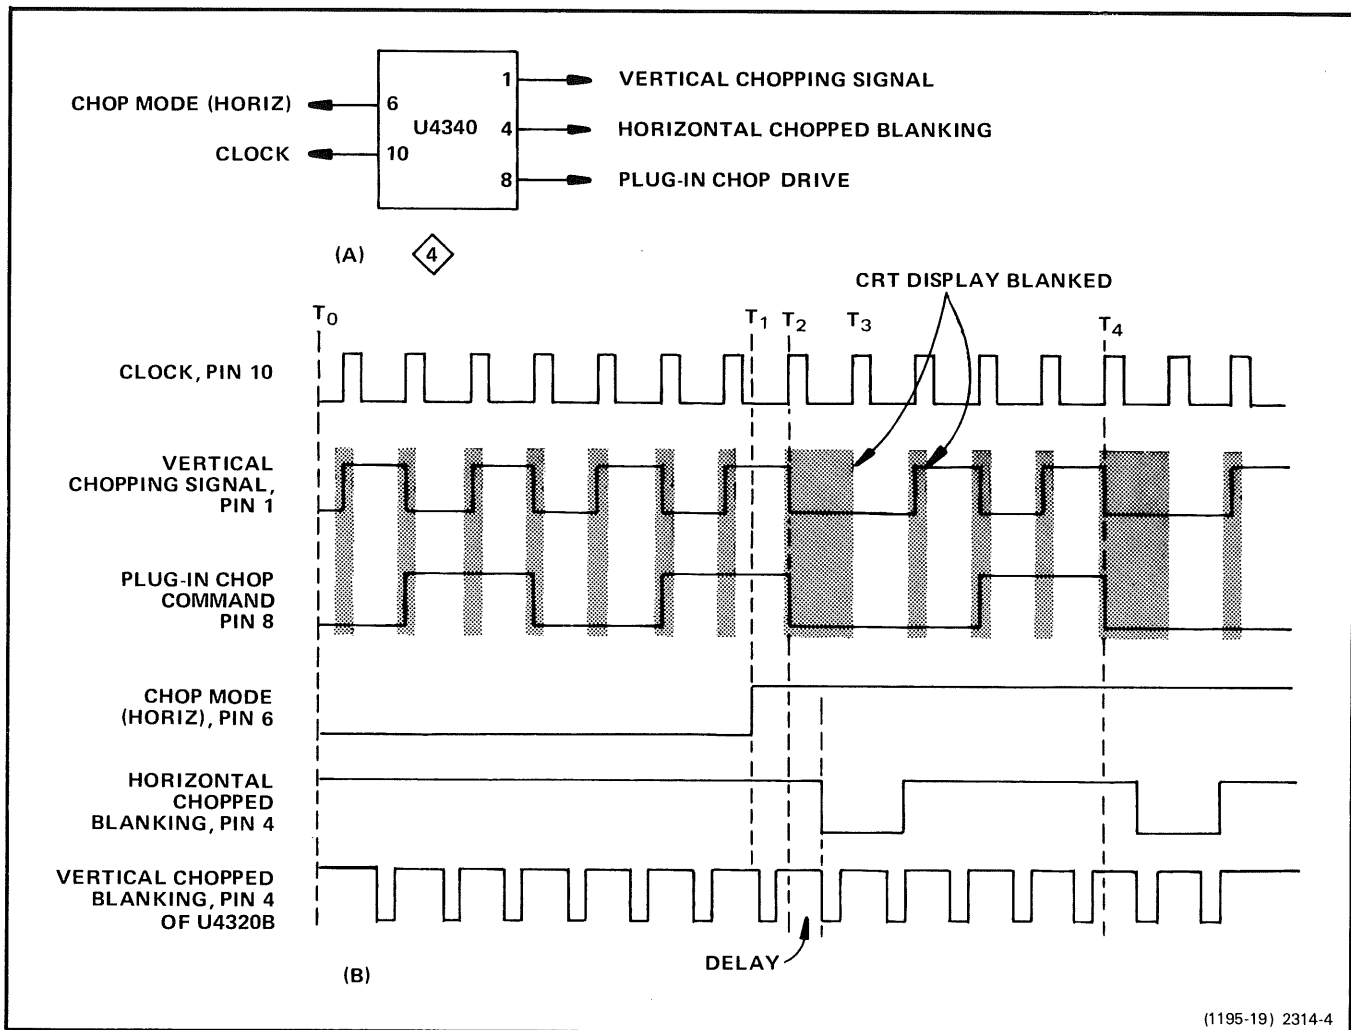 1 VERTICAL CHOPPING SIGNAL
CHOP MODE (HORIZ) 6
U4340 4 HORIZONTAL CHOPPED BLANKING
CLOCK 10
8 PLUG-IN CHOP DRIVE
(A) 4
CRT DISPLAY BLANKED
T0 T1 T2 T3 T4
CLOCK, PIN 10
VERTICAL
CHOPPING SIGNAL,
PIN 1
PLUG-IN CHOP
COMMAND
PIN 8
CHOP MODE
(HORIZ), PIN 6
HORIZONTAL
CHOPPED
BLANKING, PIN 4
VERTICAL CHOPPED
BLANKING, PIN 4
OF U4320B
DELAY
(B)
(1195-19) 2314-4